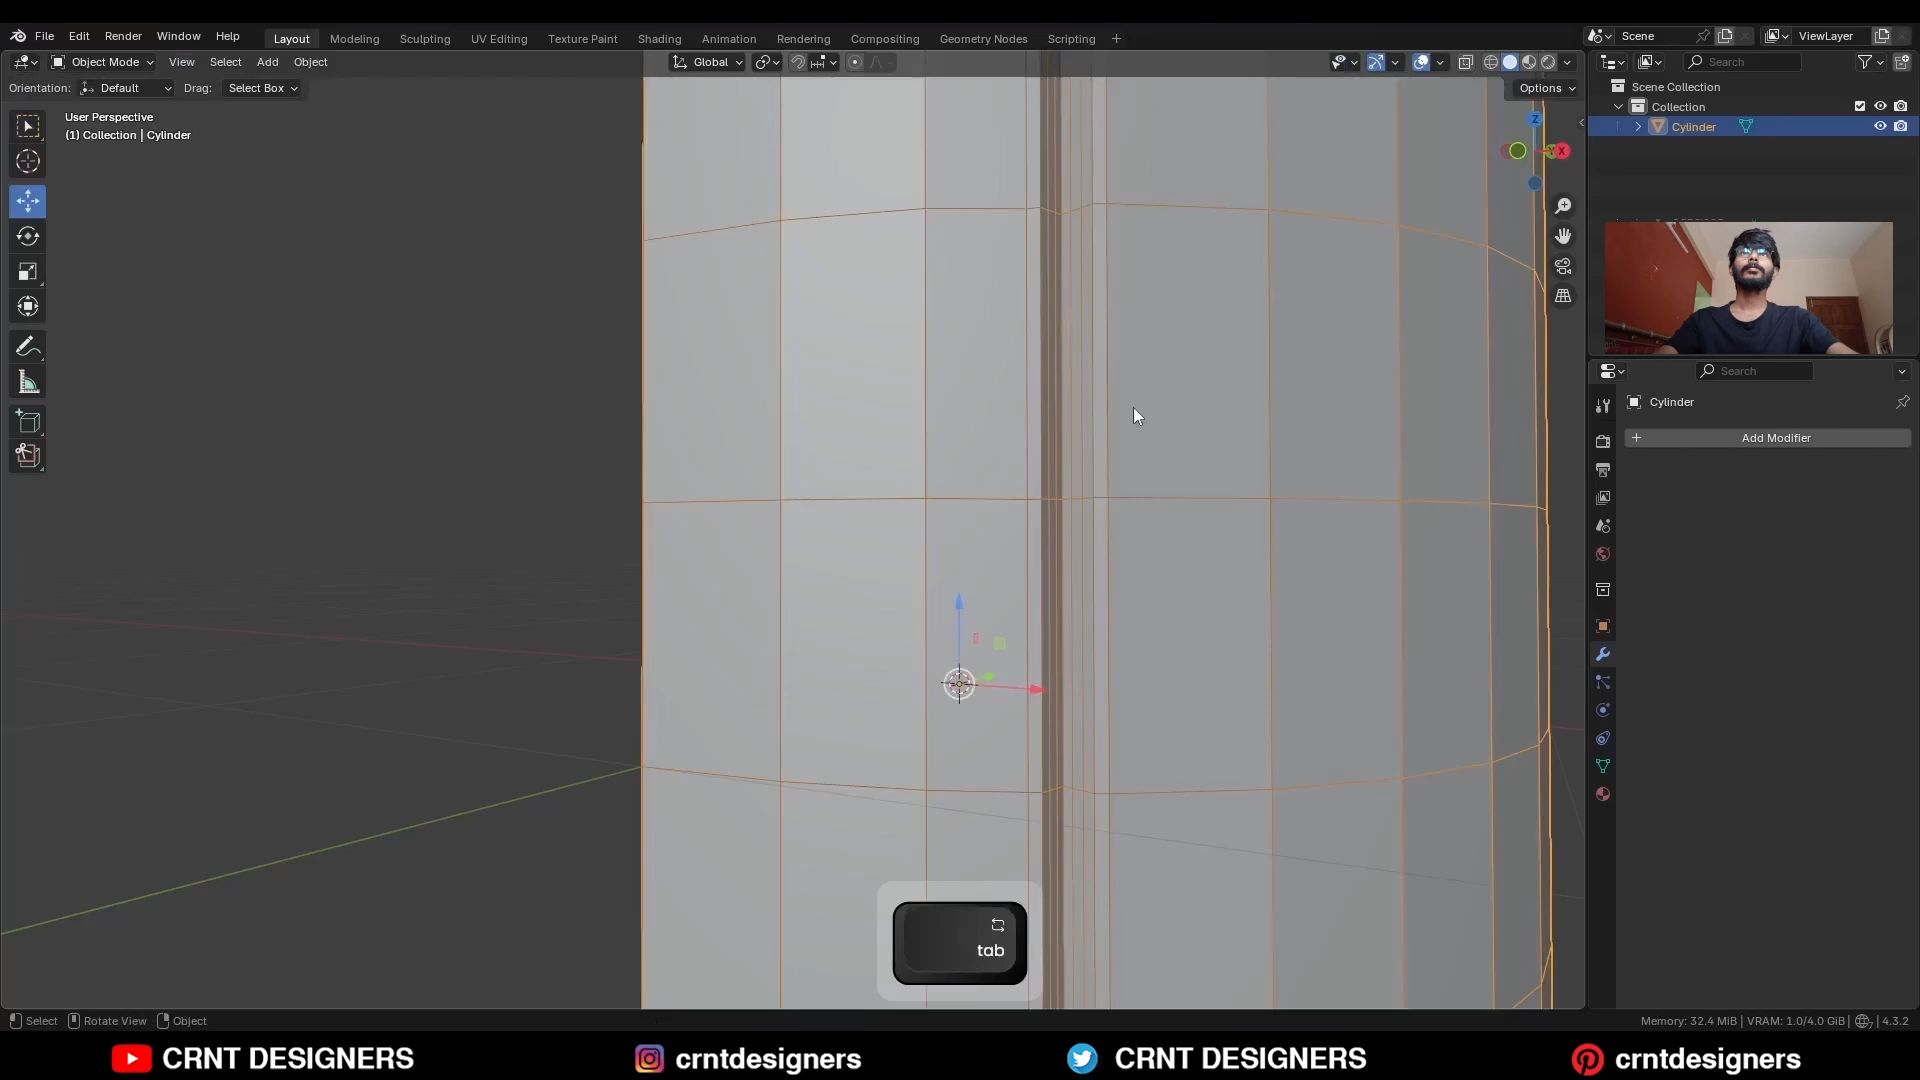 File Edit Render Window Help
Layout Modeling Sculpting UV Editing Texture Paint Shading Animation Rendering Compositing Geometry Nodes Scripting +
Scene
ViewLayer
Object Mode View Select Add Object
Global
Search
Orientation: Default Drag: Select Box
Options
Scene Collection
User Perspective
Collection
(1) Collection | Cylinder
Cylinder
Z
X
Search
Cylinder
+ Add Modifier
tab
Select Rotate View Object
Memory: 32.4 MiB | VRAM: 1.0/4.0 GiB | 7 | 4.3.2
CRNT DESIGNERS crntdesigners CRNT DESIGNERS crntdesigners